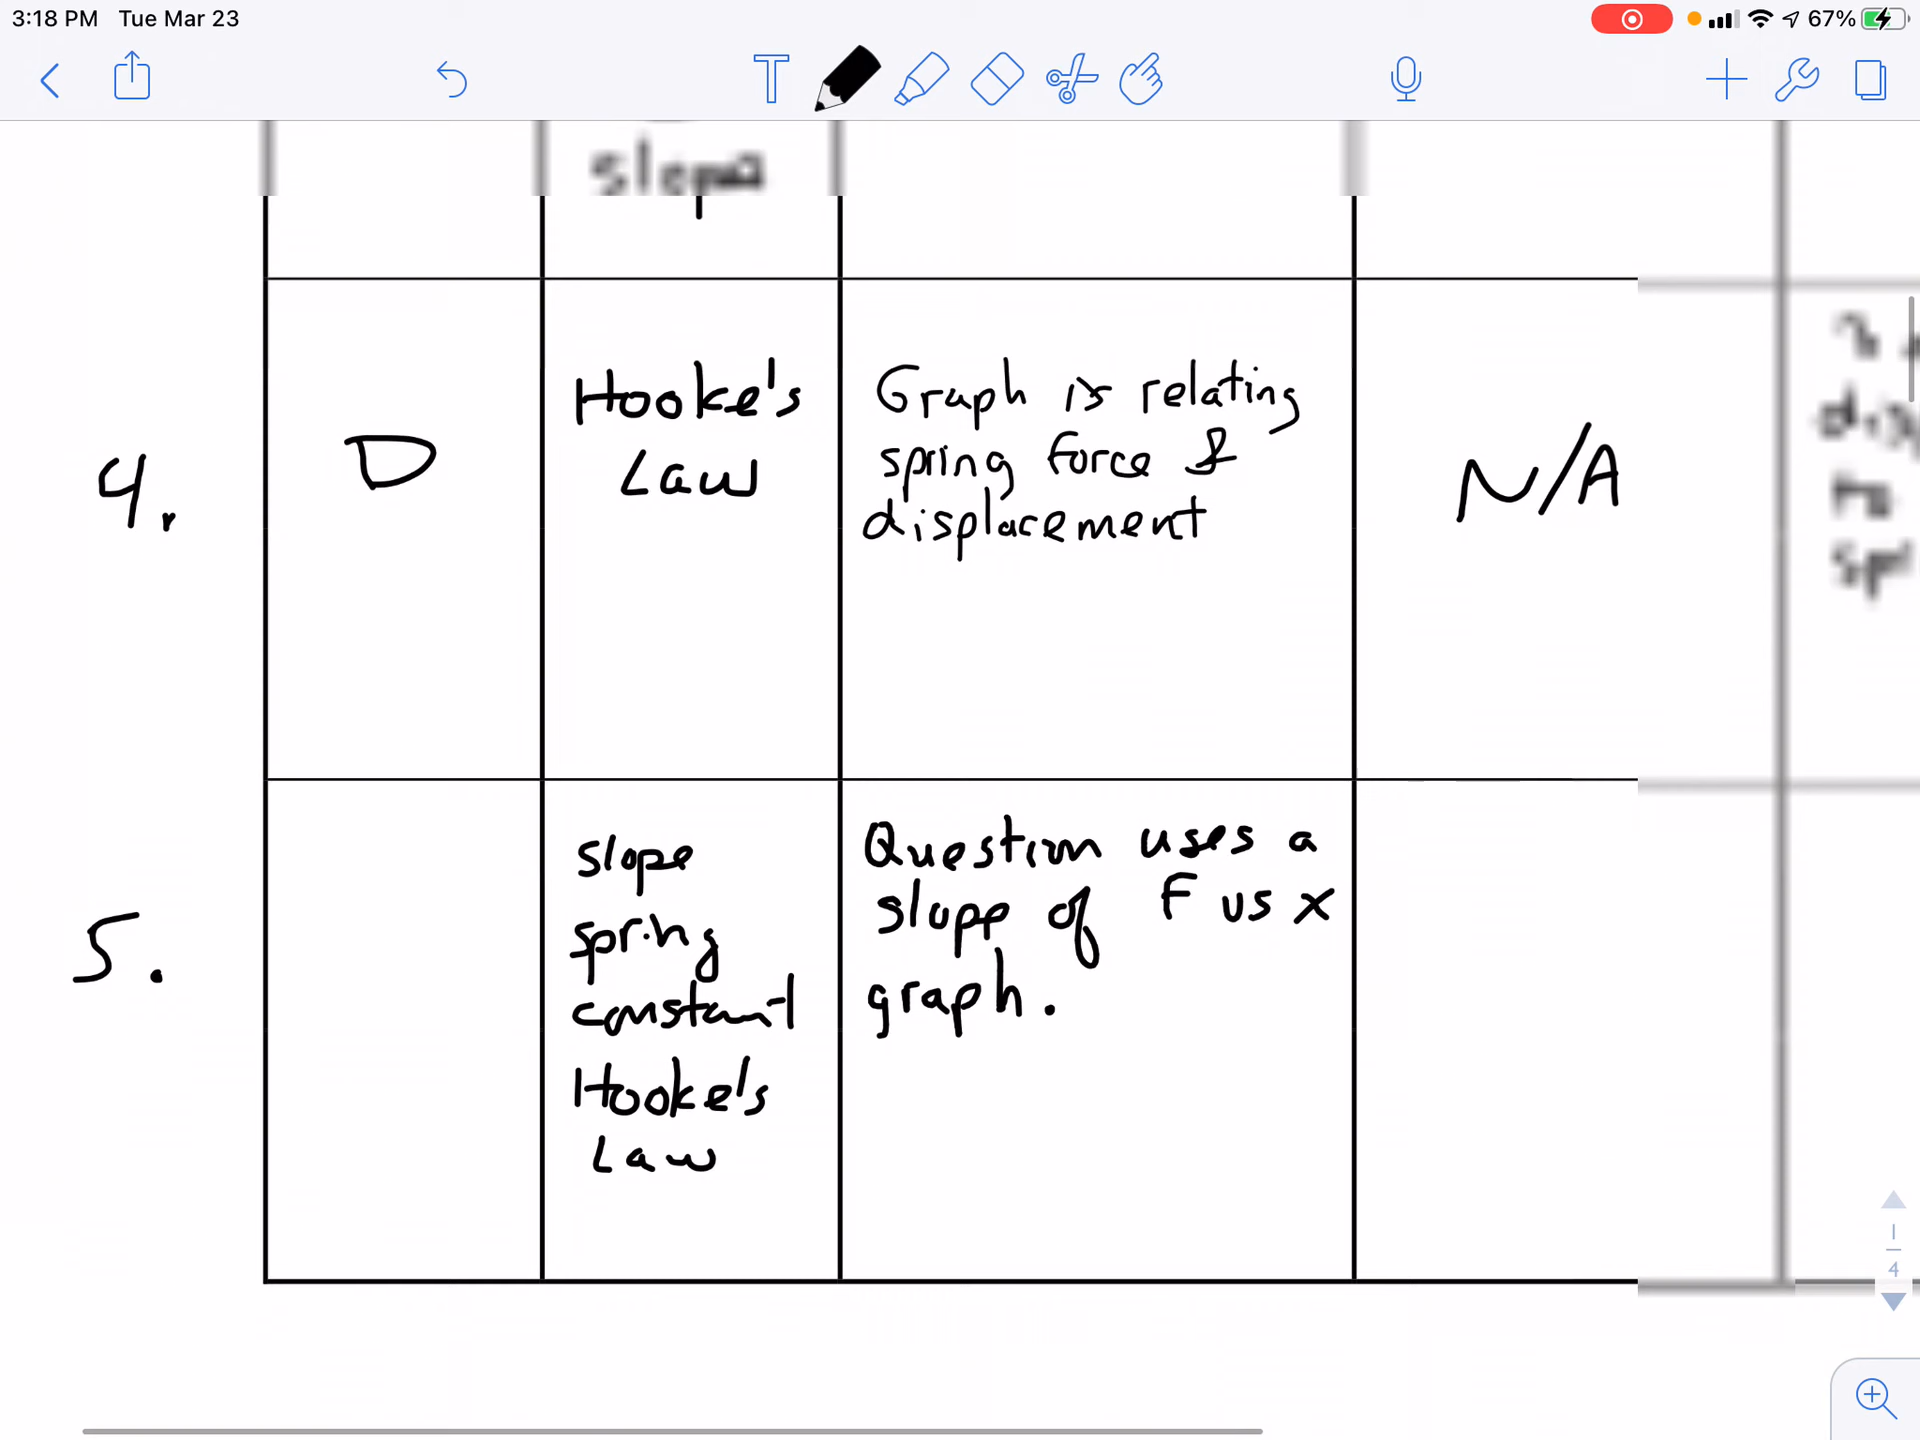 3:18 PM Tue Mar 23
67%
T
slope
4.
D
Hooke's
Law
Graph is relating
spring force &
displacement
N/A
5.
slope
spring
constant
Hooke's
Law
Question uses a
slope of F vs x
graph.
1
4